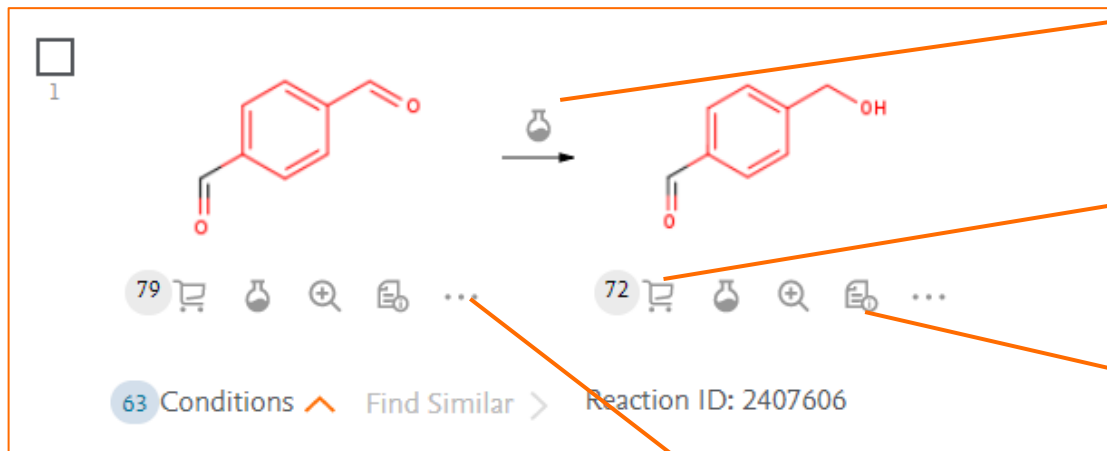 1
O
O
OH
O
79
72
63 Conditions Find Similar Reaction ID: 2407606